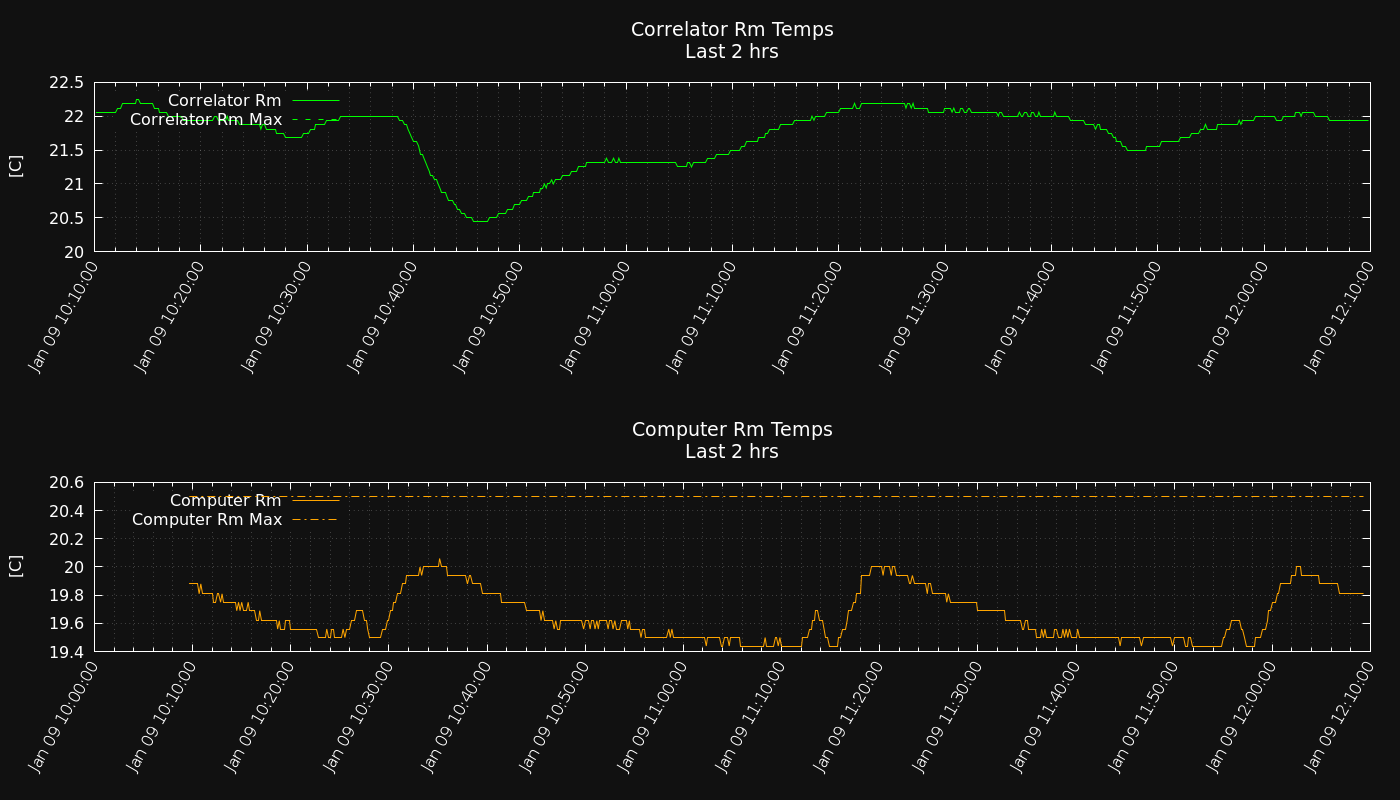 Correlator Rm Temps
Last 2 hrs
22.5
22
21.5
21
20.5
20
[C]
Correlator Rm
Correlator Rm Max
Jan 09 10:10:00
Jan 09 10:20:00
Jan 09 10:30:00
Jan 09 10:40:00
Jan 09 10:50:00
Jan 09 11:00:00
Jan 09 11:10:00
Jan 09 11:20:00
Jan 09 11:30:00
Jan 09 11:40:00
Jan 09 11:50:00
Jan 09 12:00:00
Jan 09 12:10:00
Computer Rm Temps
Last 2 hrs
20.6
20.4
20.2
20
19.8
19.6
19.4
[C]
Computer Rm
Computer Rm Max
Jan 09 10:00:00
Jan 09 10:10:00
Jan 09 10:20:00
Jan 09 10:30:00
Jan 09 10:40:00
Jan 09 10:50:00
Jan 09 11:00:00
Jan 09 11:10:00
Jan 09 11:20:00
Jan 09 11:30:00
Jan 09 11:40:00
Jan 09 11:50:00
Jan 09 12:00:00
Jan 09 12:10:00